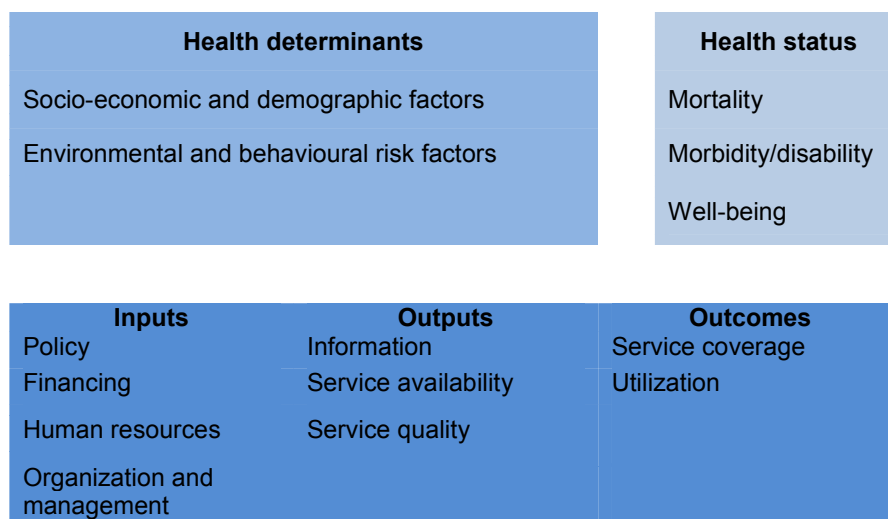 Health determinants
Socio-economic and demographic factors
Environmental and behavioural risk factors
Health status
Mortality
Morbidity/disability
Well-being
Inputs
Policy
Financing
Human resources
Organization and
management
Outputs
Information
Service availability
Service quality
Outcomes
Service coverage
Utilization